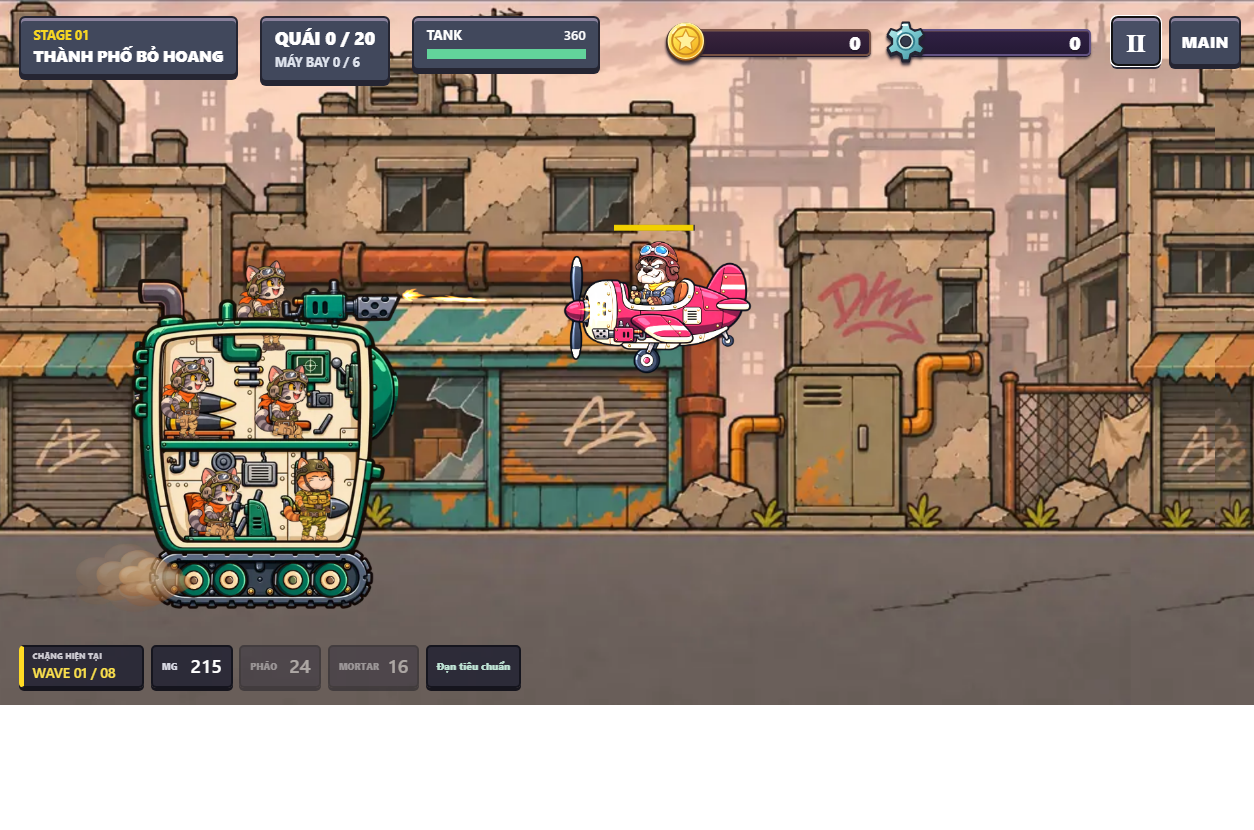 STAGE 01
THÀNH PHỐ BỎ HOANG
QUÁI 0 / 20
MÁY BAY 0 / 6
TANK 360
0
0
II
MAIN
CHẶNG HIỆN TẠI
WAVE 01 / 08
MG 215
PHÁO 24
MORTAR 16
Đạn tiêu chuẩn